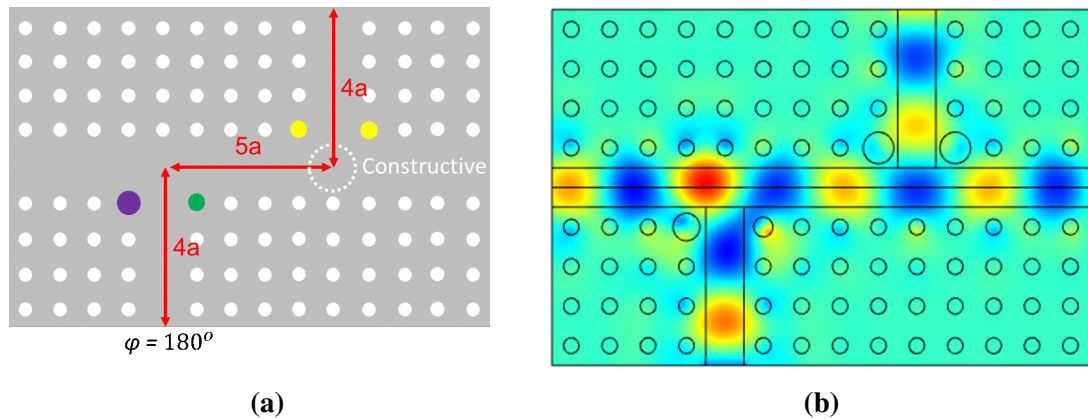 4a
5a
Constructive
4a
φ = 180°
(a)
(b)